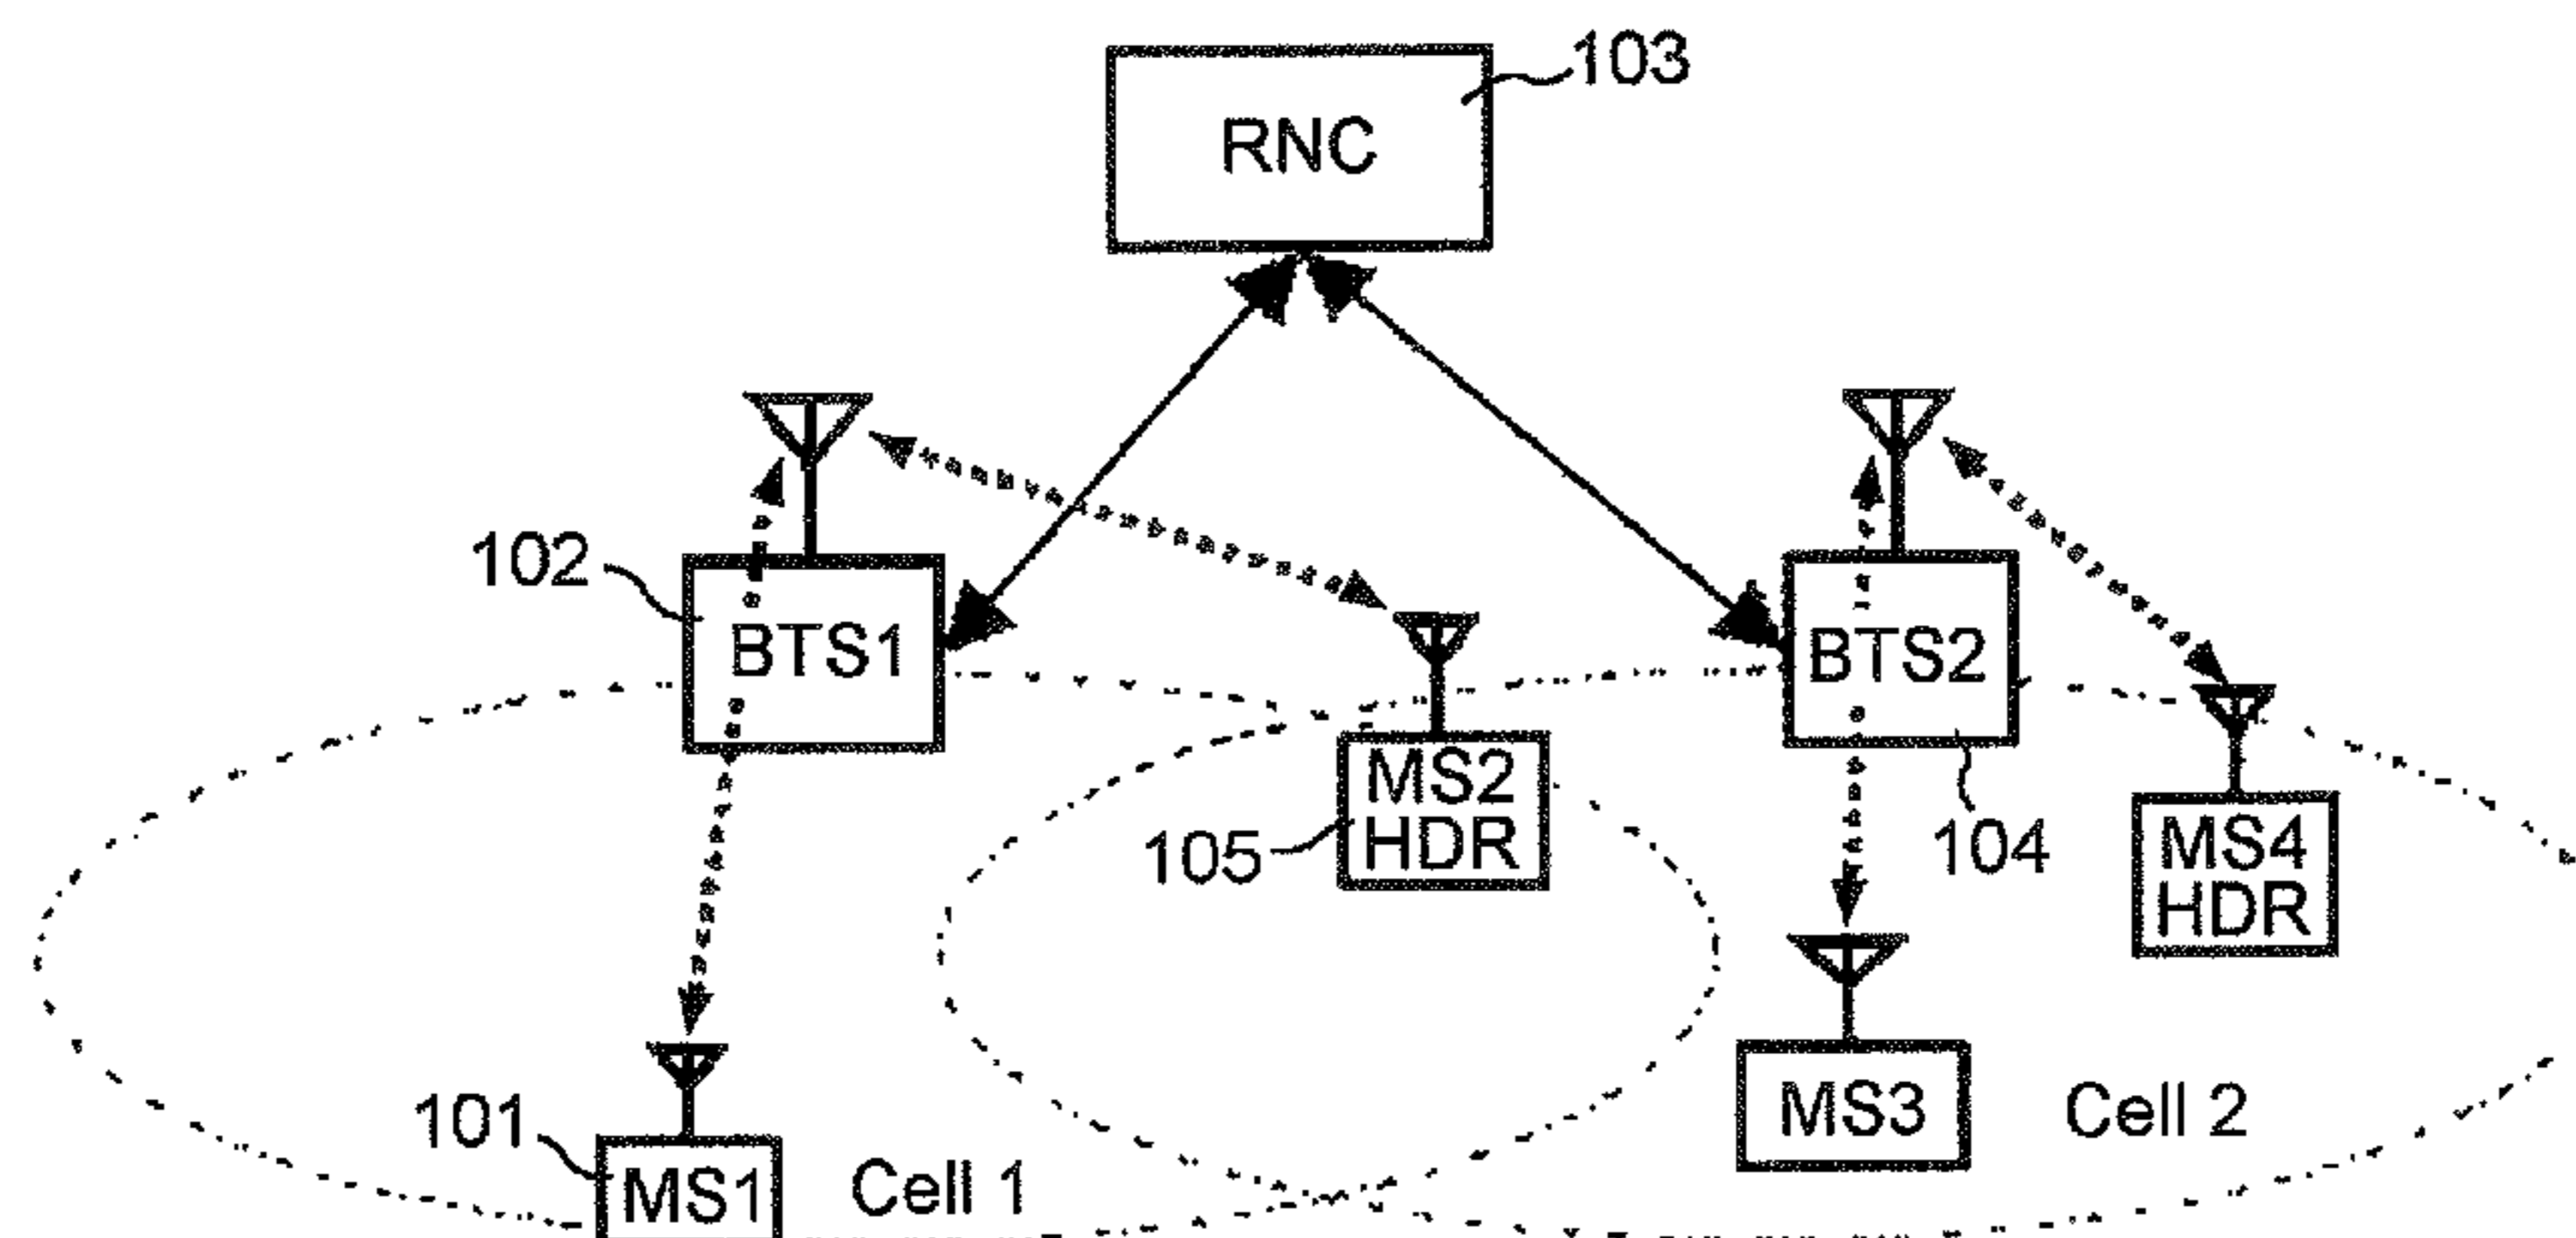 103
RNC
102
BTS1
BTS2
MS2
HDR
105
104
MS4
HDR
101
MS1
Cell 1
MS3
Cell 2